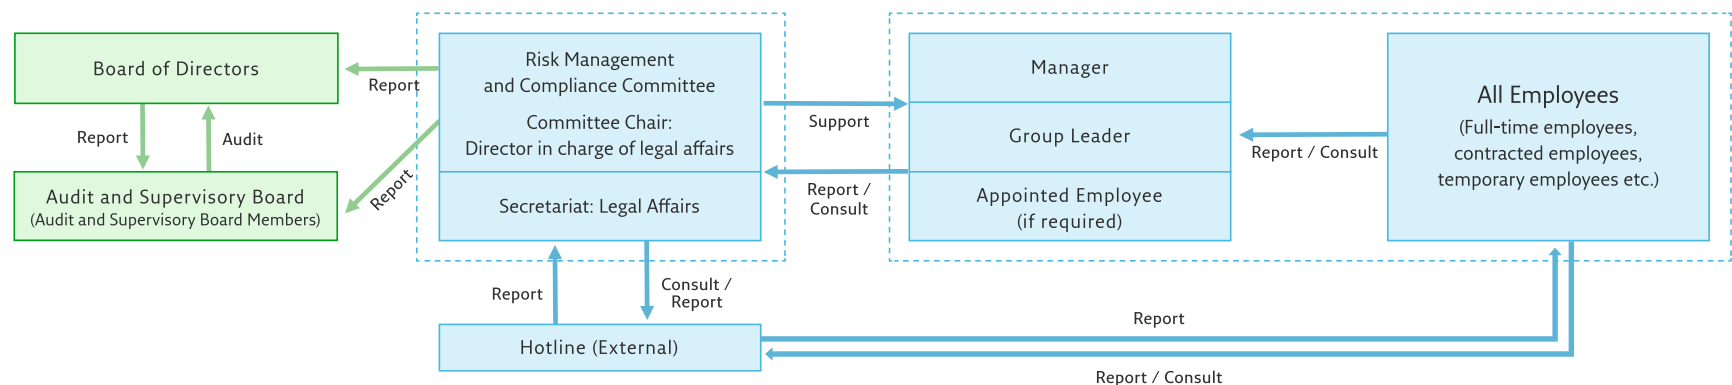 Board of Directors
Report
Audit
Audit and Supervisory Board
(Audit and Supervisory Board Members)
Report
Report
Risk Management
and Compliance Committee
Committee Chair:
Director in charge of legal affairs
Secretariat: Legal Affairs
Support
Report /
Consult
Manager
Group Leader
Appointed Employee
(if required)
Report / Consult
All Employees
(Full-time employees,
contracted employees,
temporary employees etc.)
Report
Consult /
Report
Hotline (External)
Report
Report / Consult